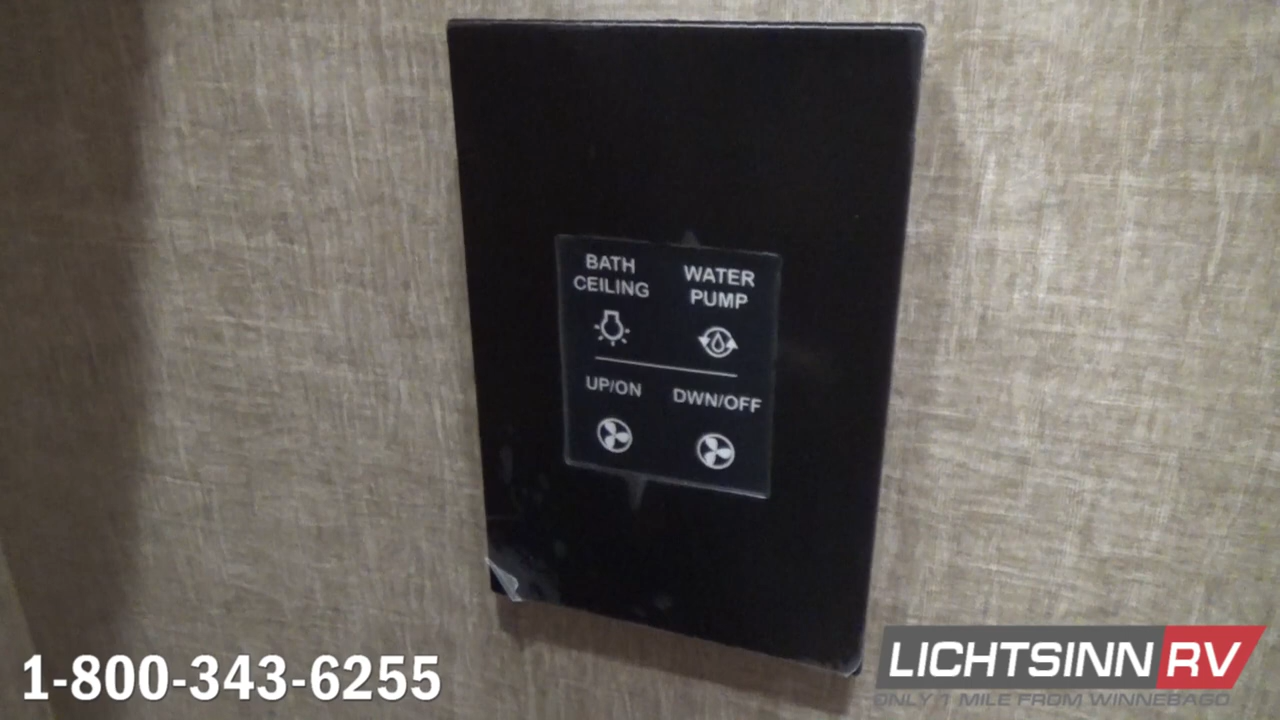 BATH
CEILING
WATER
PUMP
UP/ON
DWN/OFF
1-800-343-6255
LICHTSINN RV
ONLY 1 MILE FROM WINNEBAGO